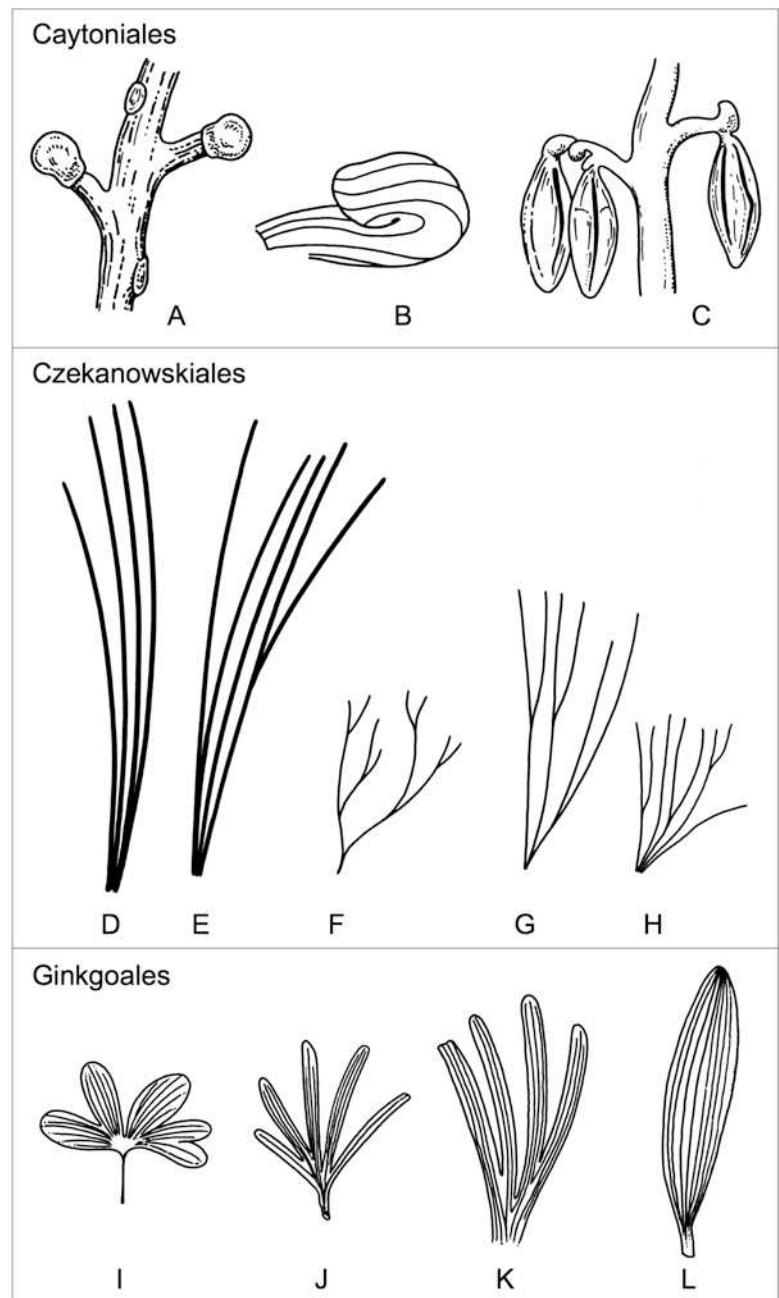 Caytoniales
A B C
Czekanowskiales
D E F G H
Ginkgoales
I J K L